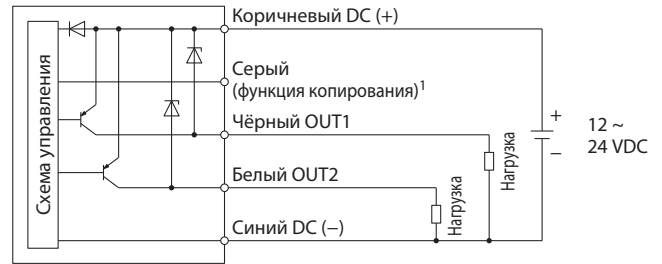 Коричневый DC (+)
Серый
(функция копирования)¹
Чёрный OUT1
Белый OUT2
Синий DC (−)
Схема управления
Нагрузка
Нагрузка
+
−
12 ~
24 VDC